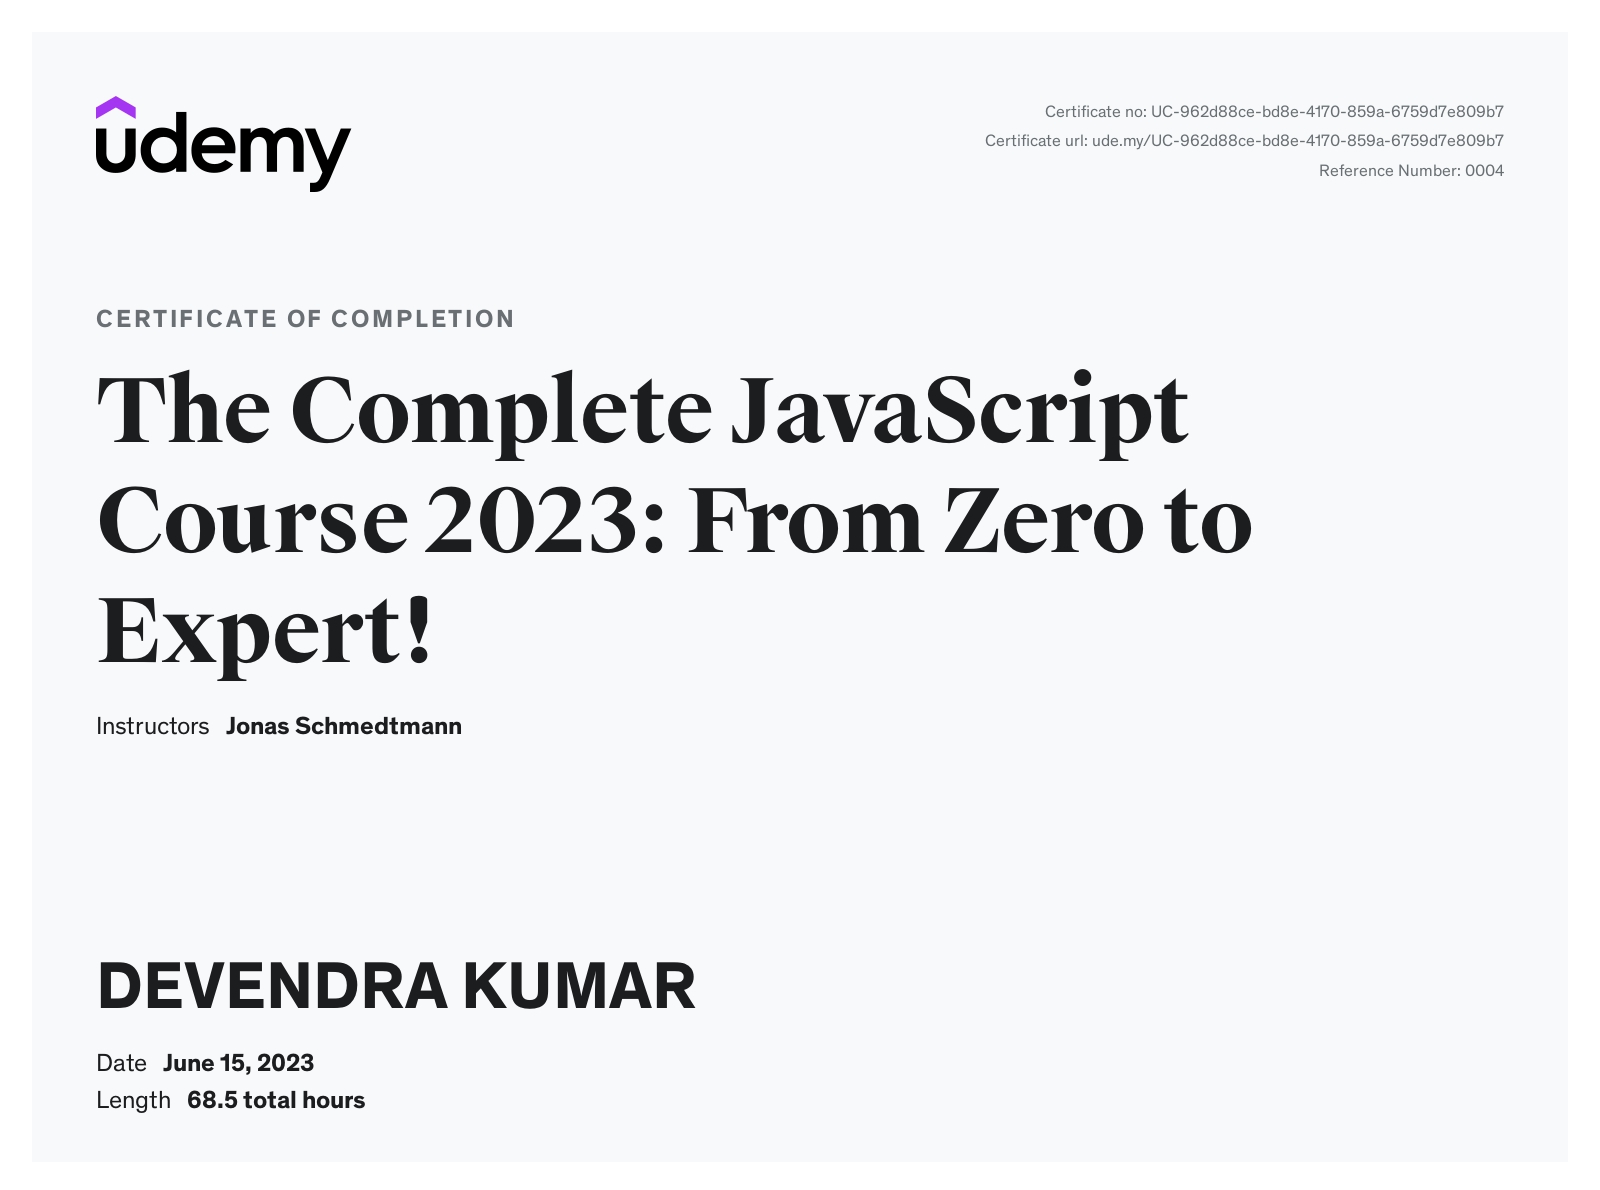 udemy
Certificate no: UC-962d88ce-bd8e-4170-859a-6759d7e809b7
Certificate url: ude.my/UC-962d88ce-bd8e-4170-859a-6759d7e809b7
Reference Number: 0004
CERTIFICATE OF COMPLETION
The Complete JavaScript
Course 2023: From Zero to
Expert!
Instructors Jonas Schmedtmann
DEVENDRA KUMAR
Date June 15, 2023
Length 68.5 total hours